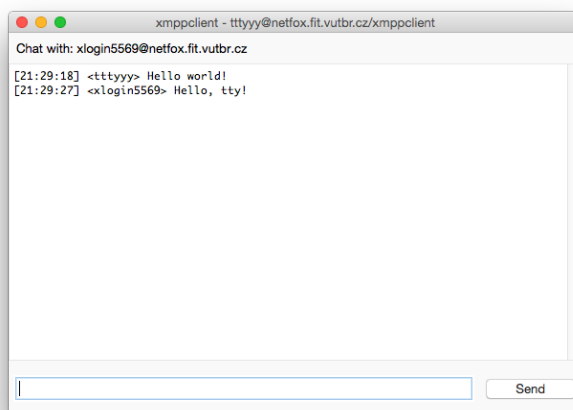 xmppclient - tttyyy@netfox.fit.vutbr.cz/xmppclient
Chat with: xlogin5569@netfox.fit.vutbr.cz
[21:29:18] <tttyyy> Hello world!
[21:29:27] <xlogin5569> Hello, tty!
Send